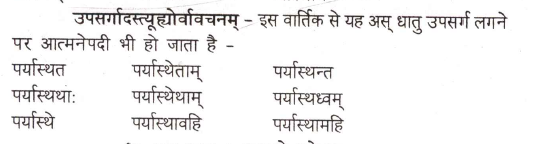 उपसर्गादस्यत्यूह्योर्वावचनम् – इस वार्तिक से यह अस् धातु उपसर्ग लगने
पर आत्मनेपदी भी हो जाता है –
पर्यास्थत पर्यास्थेताम् पर्यास्थन्त
पर्यास्थथाः पर्यास्थेथाम् पर्यास्थध्वम्
पर्यास्थे पर्यास्थावहि पर्यास्थामहि